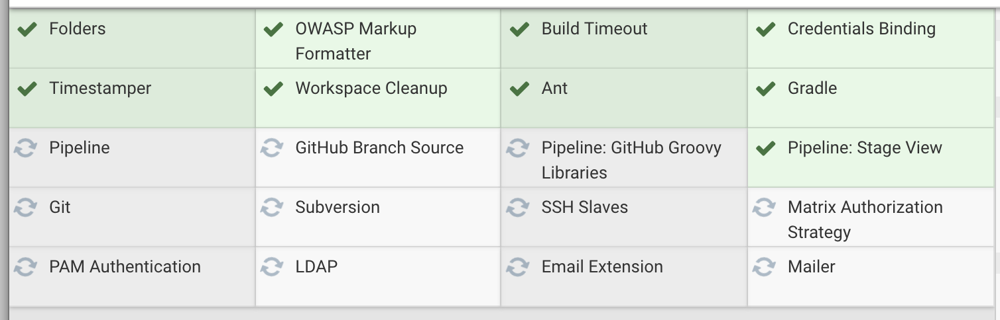 Folders
OWASP Markup
Formatter
Build Timeout
Credentials Binding
Timestamper
Workspace Cleanup
Ant
Gradle
Pipeline
GitHub Branch Source
Pipeline: GitHub Groovy
Libraries
Pipeline: Stage View
Git
Subversion
SSH Slaves
Matrix Authorization
Strategy
PAM Authentication
LDAP
Email Extension
Mailer